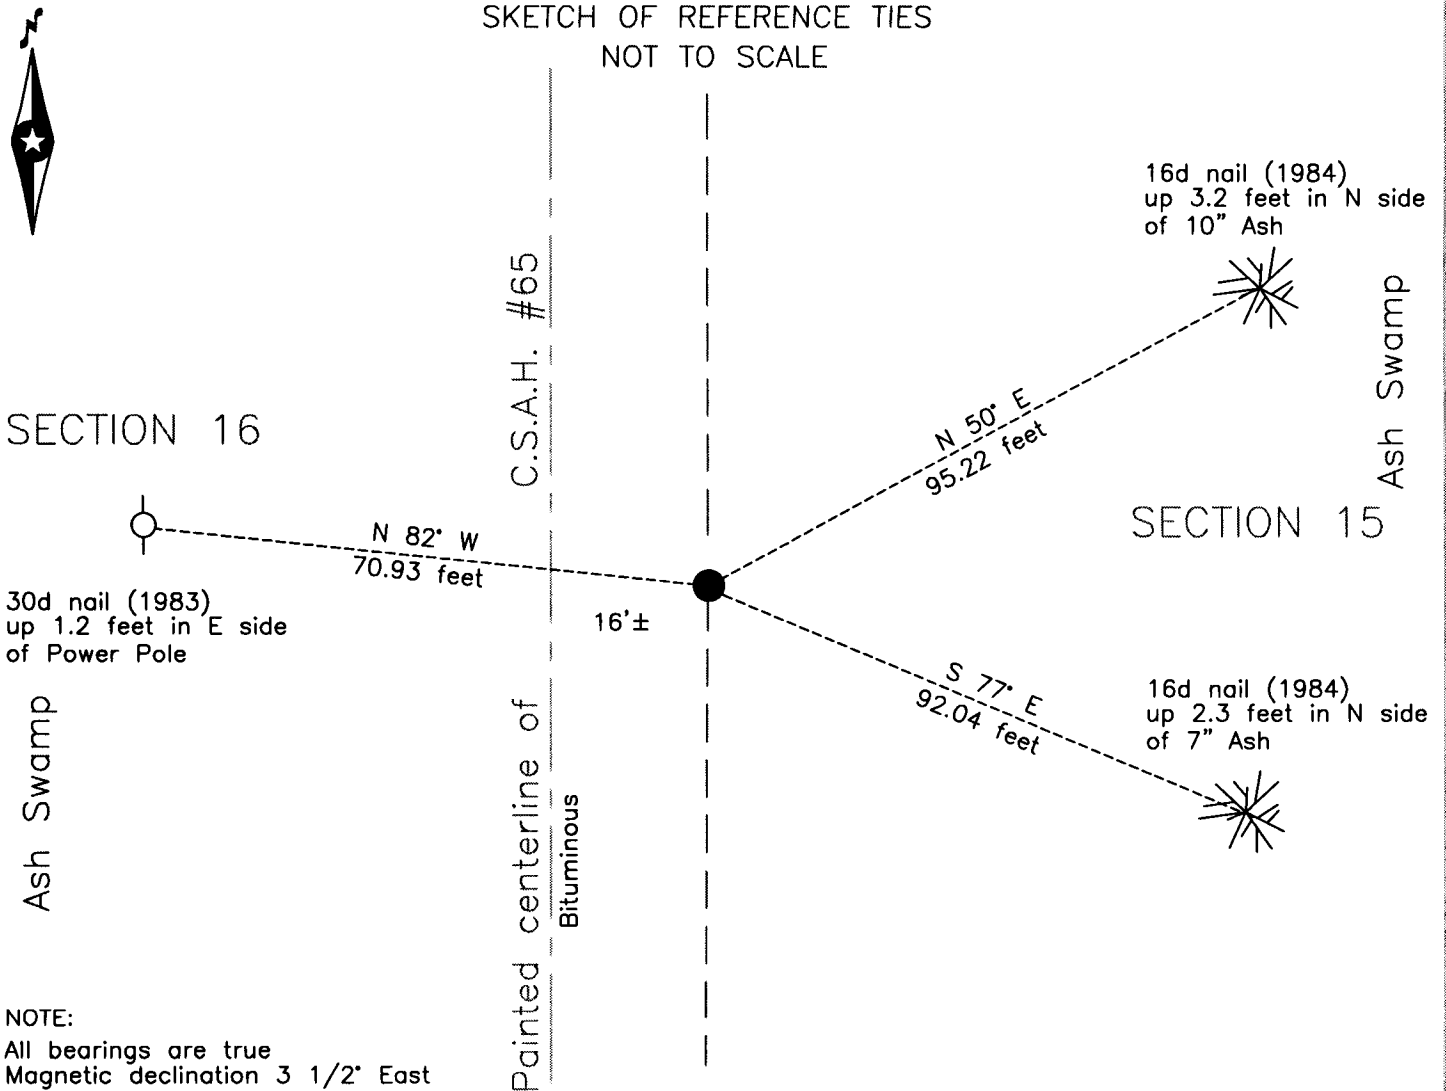 N
SKETCH OF REFERENCE TIES
NOT TO SCALE
16d nail (1984)
up 3.2 feet in N side
of 10" Ash
Ash Swamp
C.S.A.H. #65
SECTION 16
N 50° E
95.22 feet
SECTION 15
N 82° W
70.93 feet
30d nail (1983)
up 1.2 feet in E side
of Power Pole
16'±
S 77° E
92.04 feet
16d nail (1984)
up 2.3 feet in N side
of 7" Ash
Ash Swamp
Painted centerline of
Bituminous
NOTE:
All bearings are true
Magnetic declination 3 1/2° East